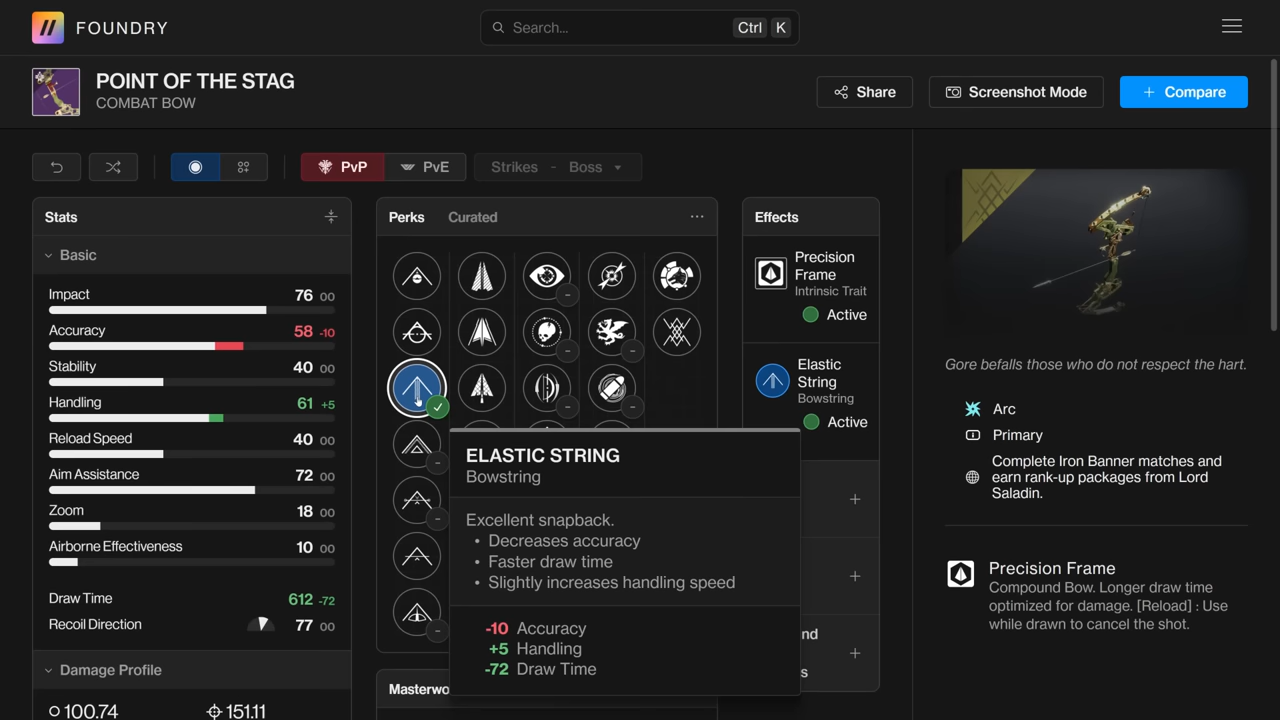 FOUNDRY
Search...
Ctrl K
POINT OF THE STAG
COMBAT BOW
Share
Screenshot Mode
+ Compare
PvP
PvE
Strikes - Boss
Stats
Basic
Impact 76 00
Accuracy 58 -10
Stability 40 00
Handling 61 +5
Reload Speed 40 00
Aim Assistance 72 00
Zoom 18 00
Airborne Effectiveness 10 00
Draw Time 612 -72
Recoil Direction 77 00
Damage Profile
100.74 151.11
Perks Curated
Masterwo
ELASTIC STRING
Bowstring
Excellent snapback.
• Decreases accuracy
• Faster draw time
• Slightly increases handling speed
-10 Accuracy
+5 Handling
-72 Draw Time
Effects
Precision
Frame
Intrinsic Trait
Active
Elastic
String
Bowstring
Active
nd
s
Gore befalls those who do not respect the hart.
Arc
Primary
Complete Iron Banner matches and
earn rank-up packages from Lord
Saladin.
Precision Frame
Compound Bow. Longer draw time
optimized for damage. [Reload] : Use
while drawn to cancel the shot.